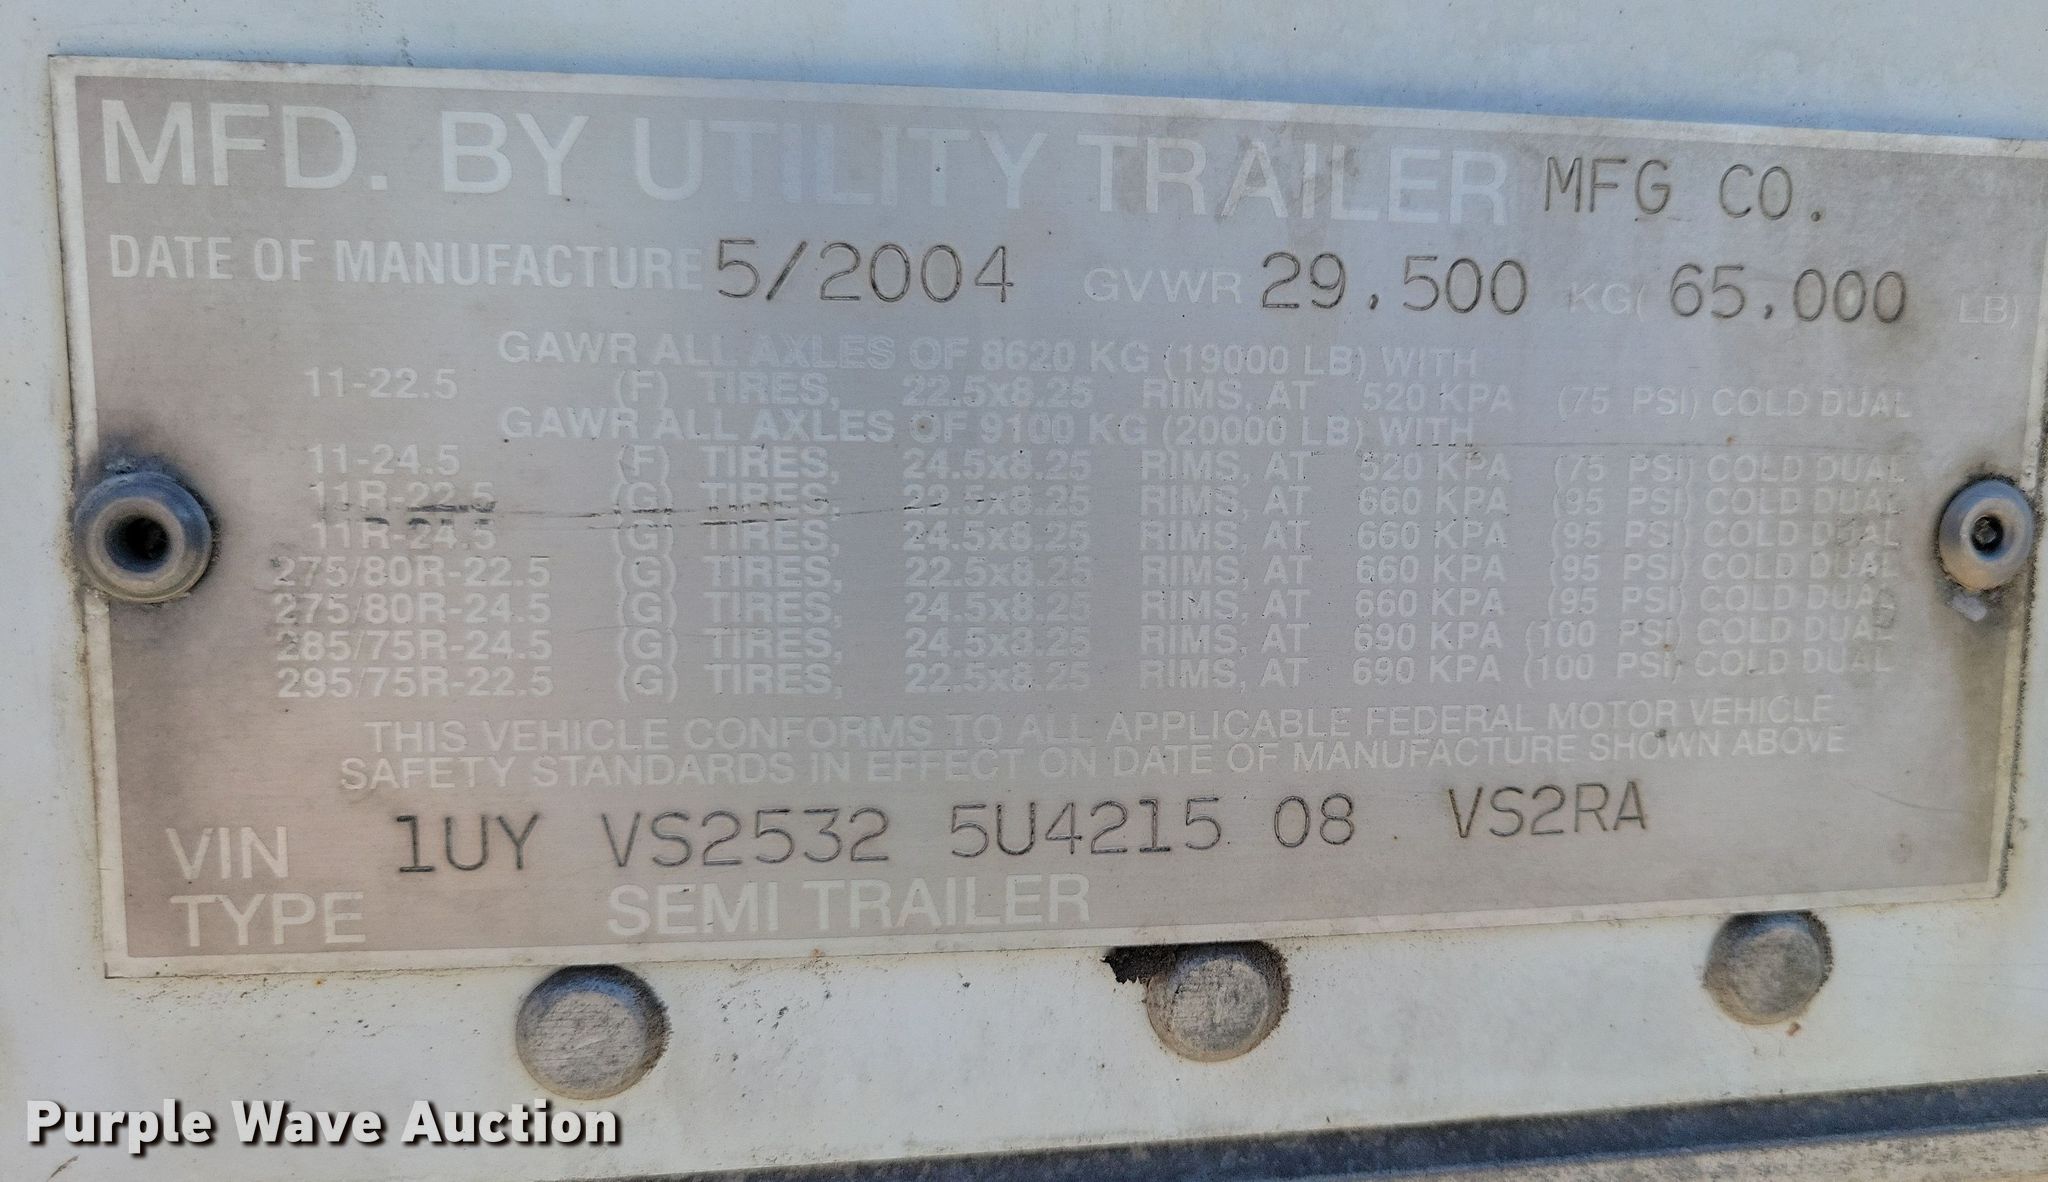 MFD. BY UTILITY TRAILER MFG CO.
DATE OF MANUFACTURE 5/2004 GVWR 29,500 KG( 65,000 LB)
GAWR ALL AXLES OF 8620 KG (19000 LB) WITH
11-22.5 (F) TIRES, 22.5x8.25 RIMS, AT 520 KPA (75 PSI) COLD DUAL
GAWR ALL AXLES OF 9100 KG (20000 LB) WITH
11-24.5 (F) TIRES, 24.5x8.25 RIMS, AT 520 KPA (75 PSI) COLD DUAL
11R-22.5 (G) TIRES, 22.5x8.25 RIMS, AT 660 KPA (95 PSI) COLD DUAL
11R-24.5 (G) TIRES, 24.5x8.25 RIMS, AT 660 KPA (95 PSI) COLD DUAL
275/80R-22.5 (G) TIRES, 22.5x8.25 RIMS, AT 660 KPA (95 PSI) COLD DUAL
275/80R-24.5 (G) TIRES, 24.5x8.25 RIMS, AT 660 KPA (95 PSI) COLD DUAL
285/75R-24.5 (G) TIRES, 24.5x8.25 RIMS, AT 690 KPA (100 PSI) COLD DUAL
295/75R-22.5 (G) TIRES, 22.5x8.25 RIMS, AT 690 KPA (100 PSI) COLD DUAL
THIS VEHICLE CONFORMS TO ALL APPLICABLE FEDERAL MOTOR VEHICLE
SAFETY STANDARDS IN EFFECT ON DATE OF MANUFACTURE SHOWN ABOVE
VIN 1UY VS2532 5U4215 08 VS2RA
TYPE SEMI TRAILER
Purple Wave Auction